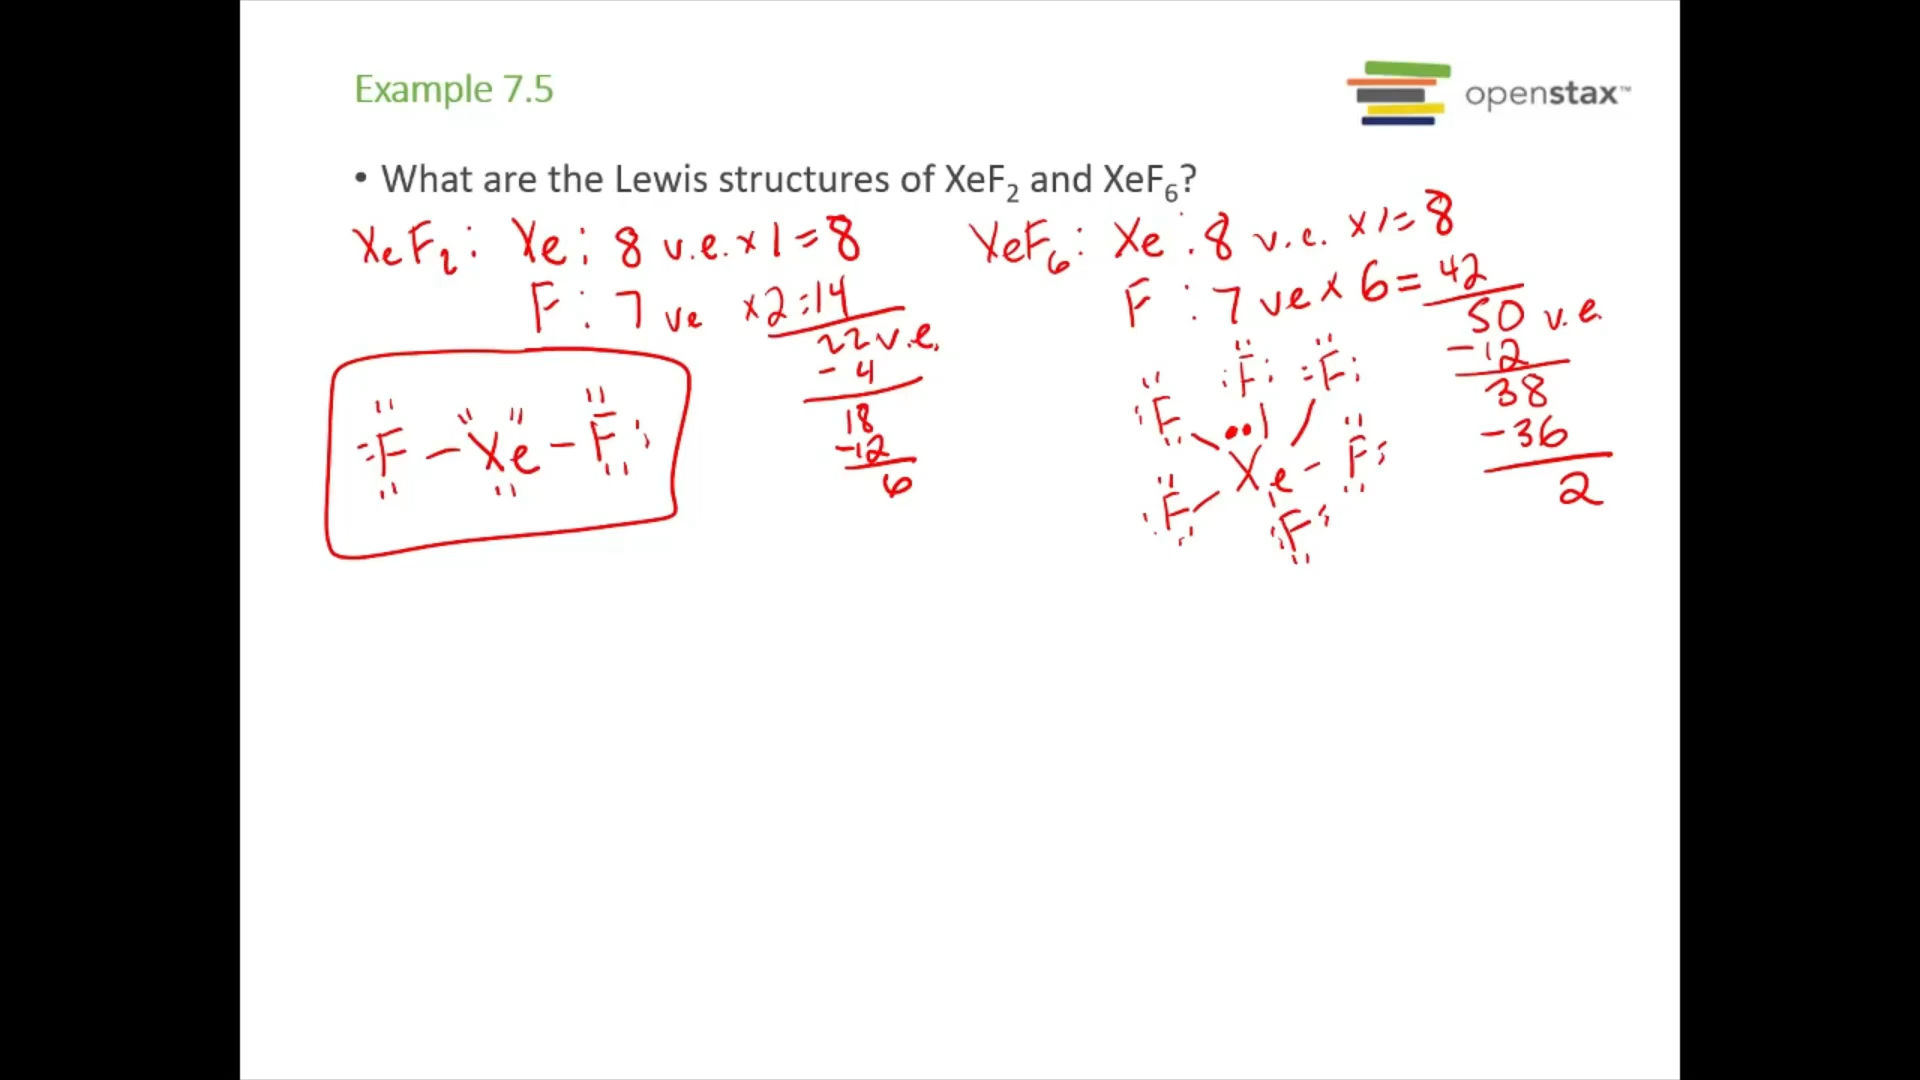 Example 7.5
openstax™
• What are the Lewis structures of XeF₂ and XeF₆?
XeF₂: Xe: 8 v.e. x 1 = 8
F: 7 ve x 2 = 14
22 v.e.
- 4
18
-12
6
F - Xe - F
XeF₆: Xe: 8 v.e. x 1 = 8
F: 7 ve x 6 = 42
50 v.e.
-12
38
-36
2
F F
F
Xe - F
F
F